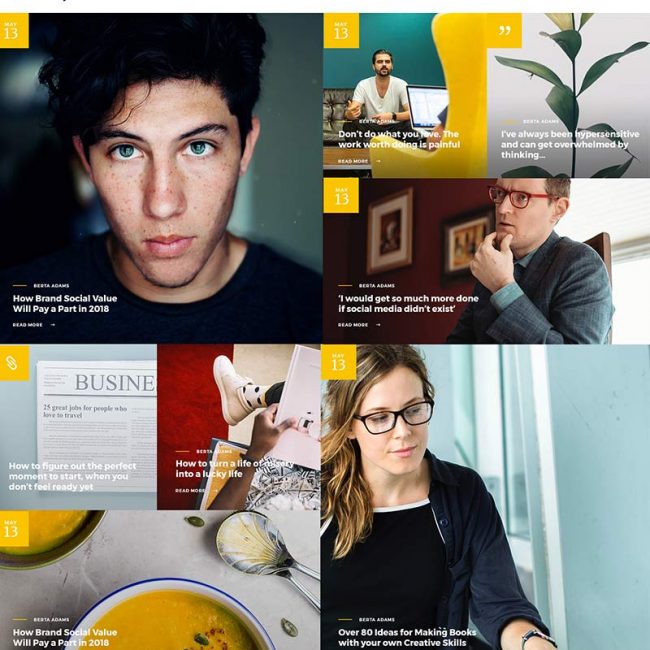 MAY
13
BERTA ADAMS
How Brand Social Value
Will Pay a Part in 2018
READ MORE
MAY
13
BERTA ADAMS
Don't do what you love. The
work worth doing is painful
READ MORE
”
BERTA ADAMS
I've always been hypersensitive
and can get overwhelmed by
thinking...
MAY
13
BERTA ADAMS
‘I would get so much more done
if social media didn't exist’
READ MORE
BUSINE
25 great jobs for people who
love to travel
How to figure out the perfect
moment to start, when you
don't feel ready yet
BERTA ADAMS
How to turn a life of misery
into a lucky life
READ MORE
MAY
13
BERTA ADAMS
How Brand Social Value
Will Pay a Part in 2018
MAY
13
BERTA ADAMS
Over 80 Ideas for Making Books
with your own Creative Skills